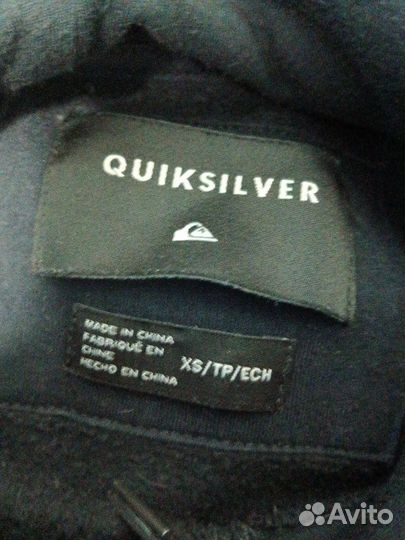 QUIKSILVER
MADE IN CHINA
FABRIQUÉ EN
CHINE
HECHO EN CHINA
XS/TP/ECH
Avito